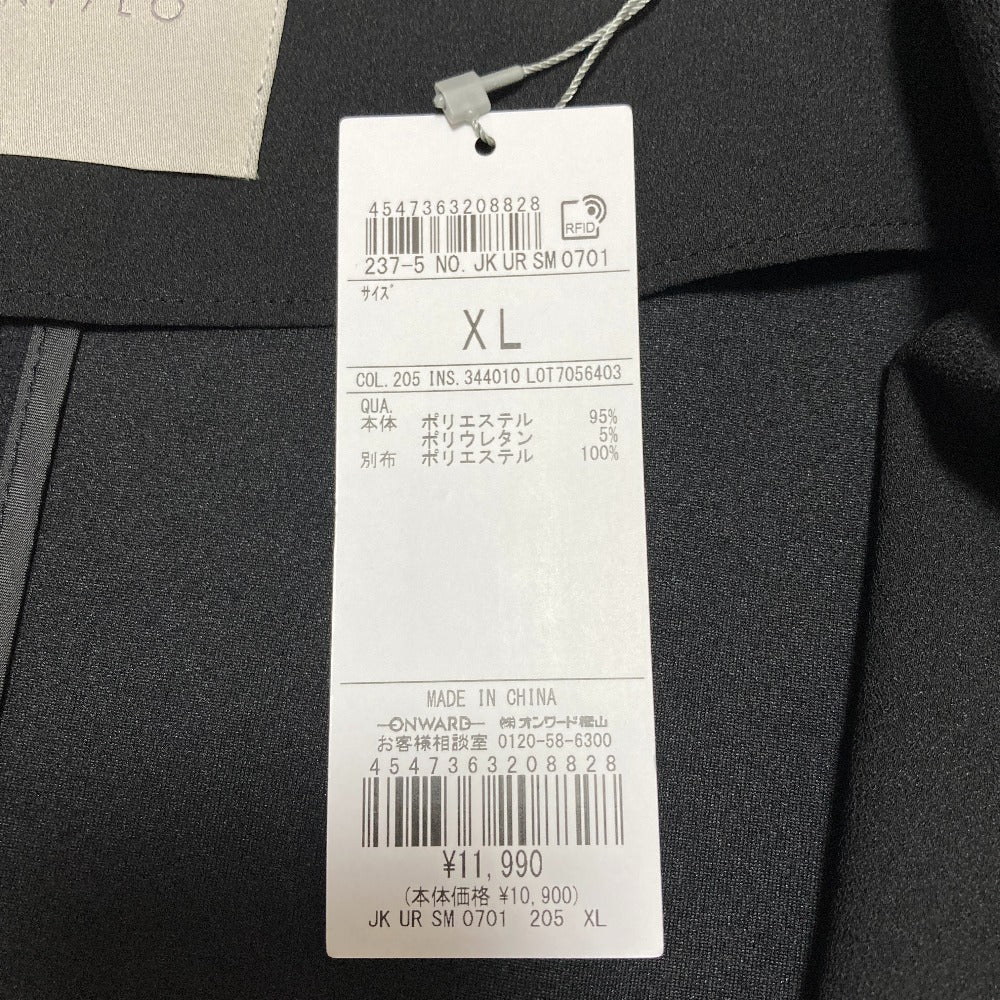 4547363208828
RFID
237-5 NO. JK UR SM 0701
サイズ
XL
COL. 205 INS. 344010 LOT7056403
QUA.
本体 ポリエステル 95%
ポリウレタン 5%
別布 ポリエステル 100%
MADE IN CHINA
ONWARD ㈱オンワード樫山
お客様相談室 0120-58-6300
4547363208828
¥11,990
(本体価格 ¥10,900)
JK UR SM 0701 205 XL